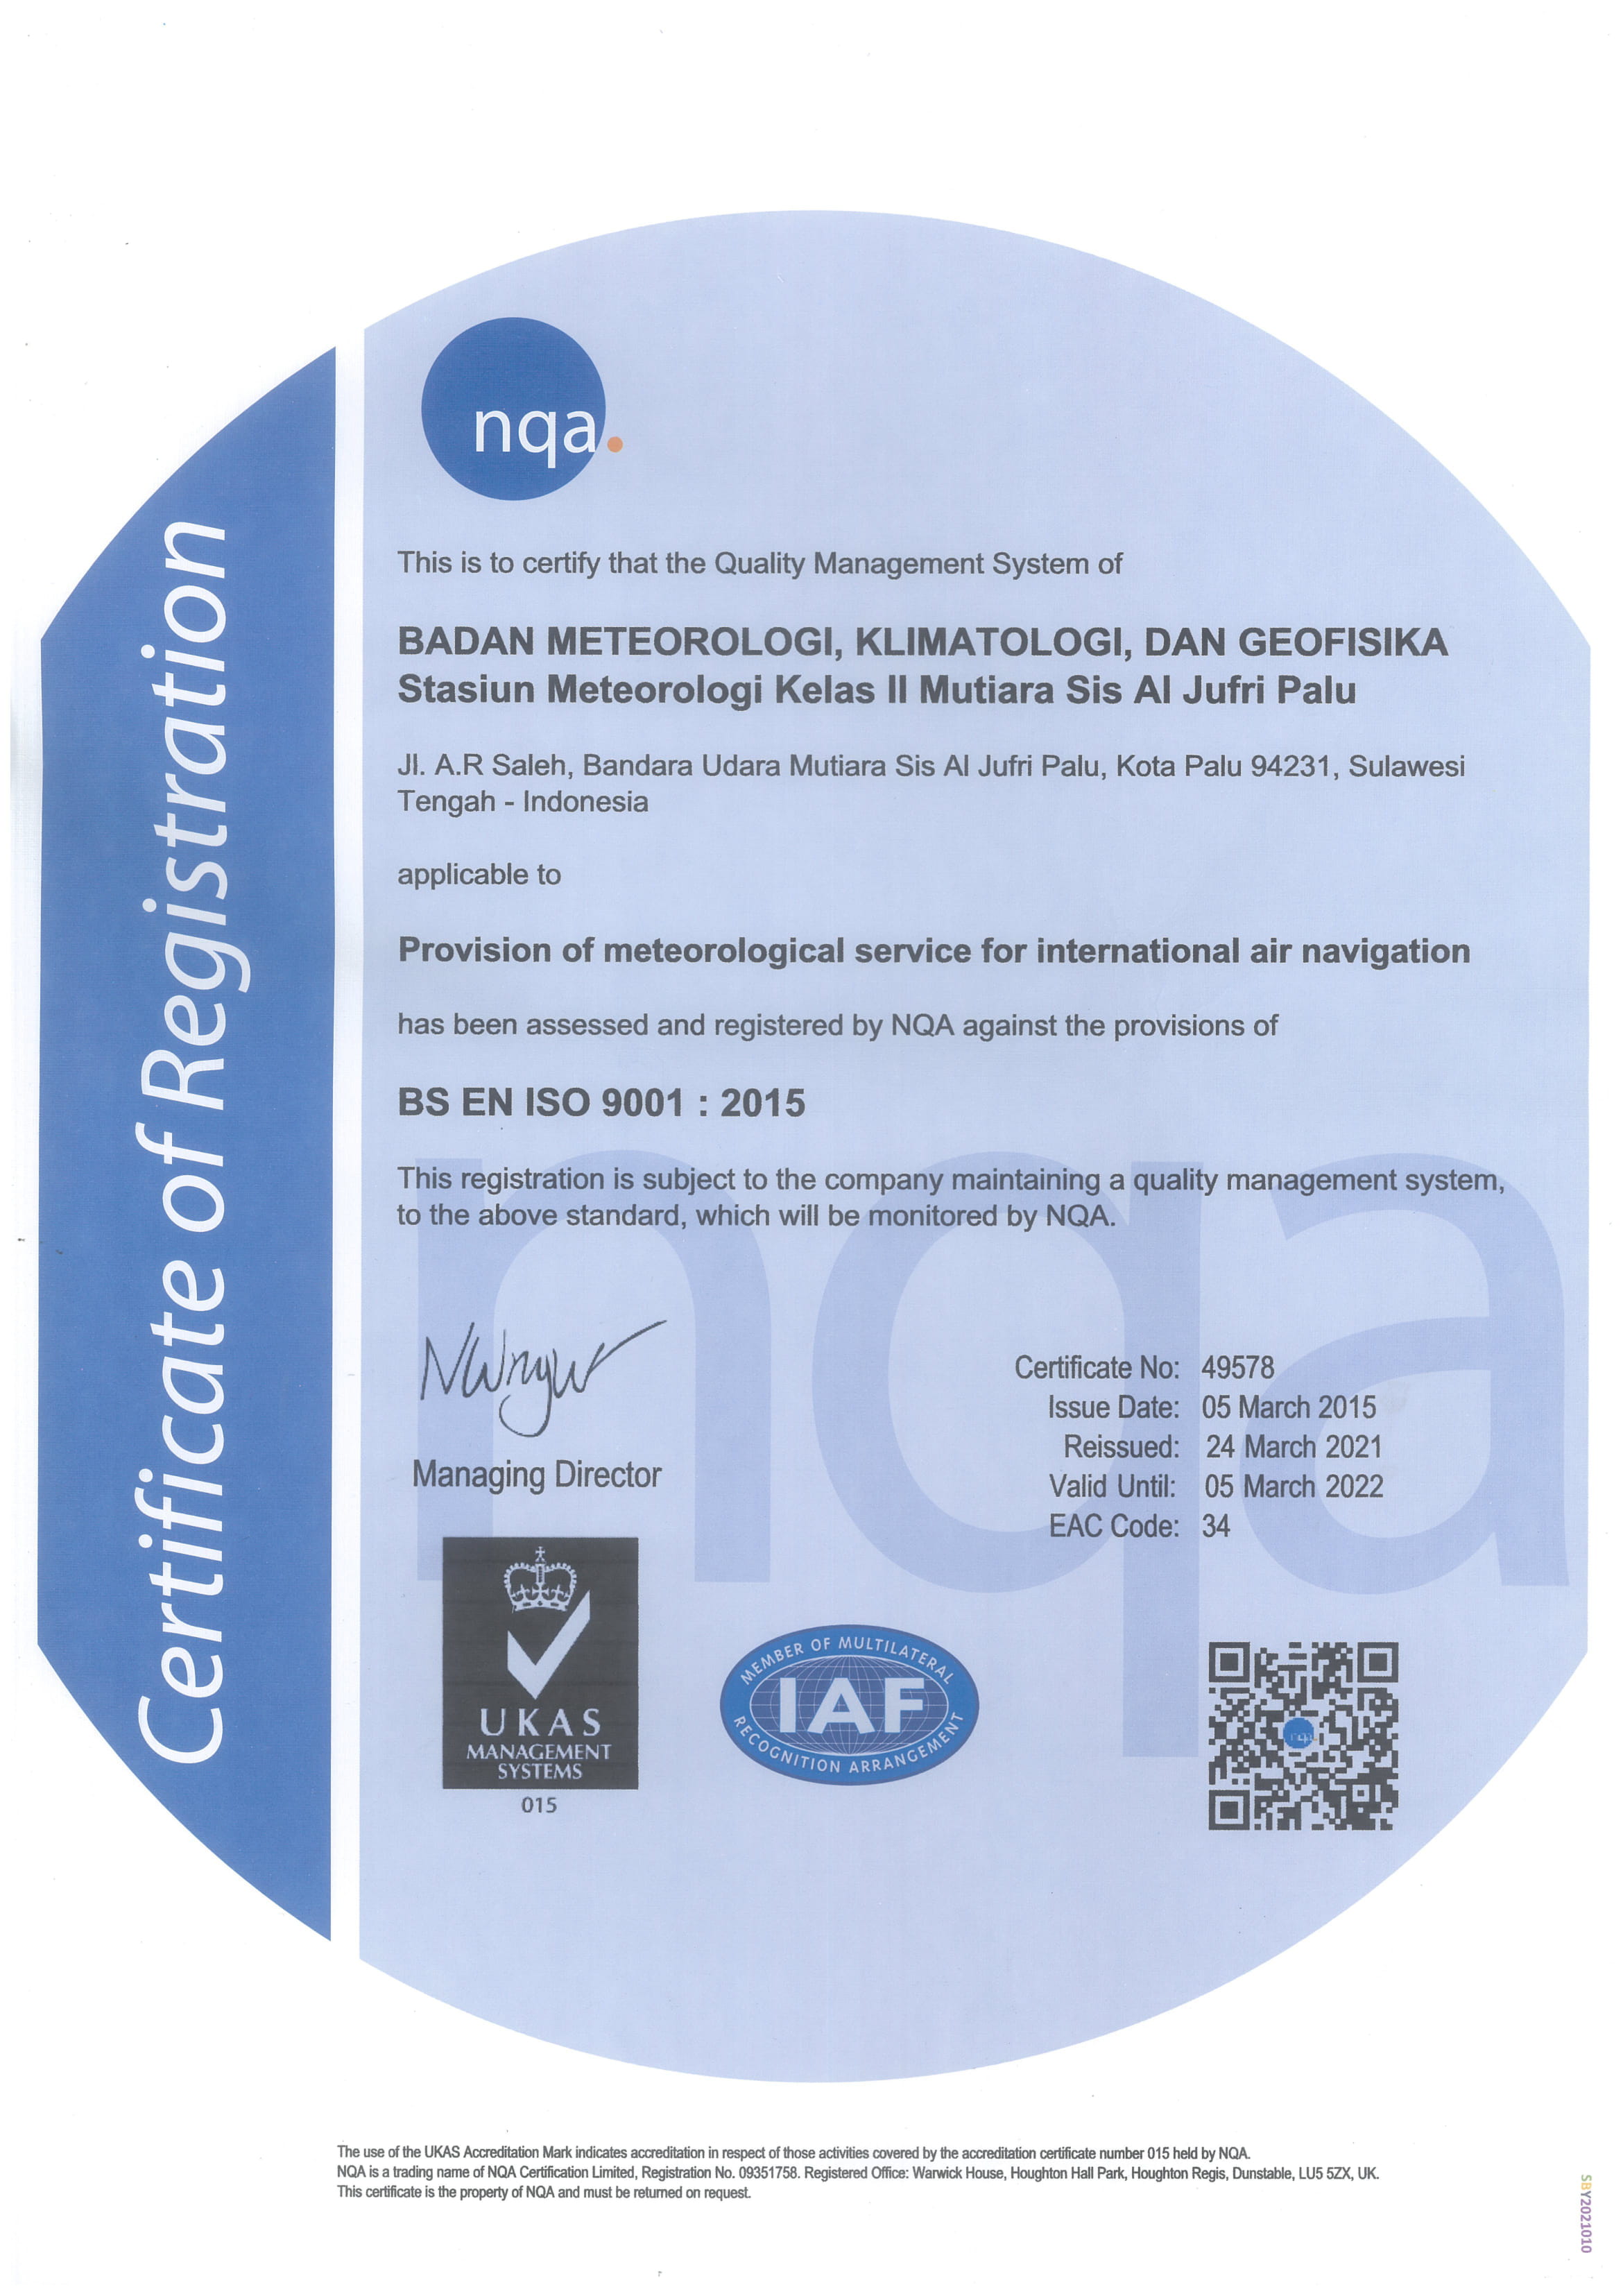 Certificate of Registration
nqa.
This is to certify that the Quality Management System of
BADAN METEOROLOGI, KLIMATOLOGI, DAN GEOFISIKA
Stasiun Meteorologi Kelas II Mutiara Sis Al Jufri Palu
Jl. A.R Saleh, Bandara Udara Mutiara Sis Al Jufri Palu, Kota Palu 94231, Sulawesi
Tengah - Indonesia
applicable to
Provision of meteorological service for international air navigation
has been assessed and registered by NQA against the provisions of
BS EN ISO 9001 : 2015
This registration is subject to the company maintaining a quality management system,
to the above standard, which will be monitored by NQA.
nqa
Managing Director
Certificate No: 49578
Issue Date: 05 March 2015
Reissued: 24 March 2021
Valid Until: 05 March 2022
EAC Code: 34
UKAS
MANAGEMENT
SYSTEMS
015
MEMBER OF MULTILATERAL
IAF
RECOGNITION ARRANGEMENT
nqa
The use of the UKAS Accreditation Mark indicates accreditation in respect of those activities covered by the accreditation certificate number 015 held by NQA.
NQA is a trading name of NQA Certification Limited, Registration No. 09351758. Registered Office: Warwick House, Houghton Hall Park, Houghton Regis, Dunstable, LU5 5ZX, UK.
This certificate is the property of NQA and must be returned on request.
SBY2021010